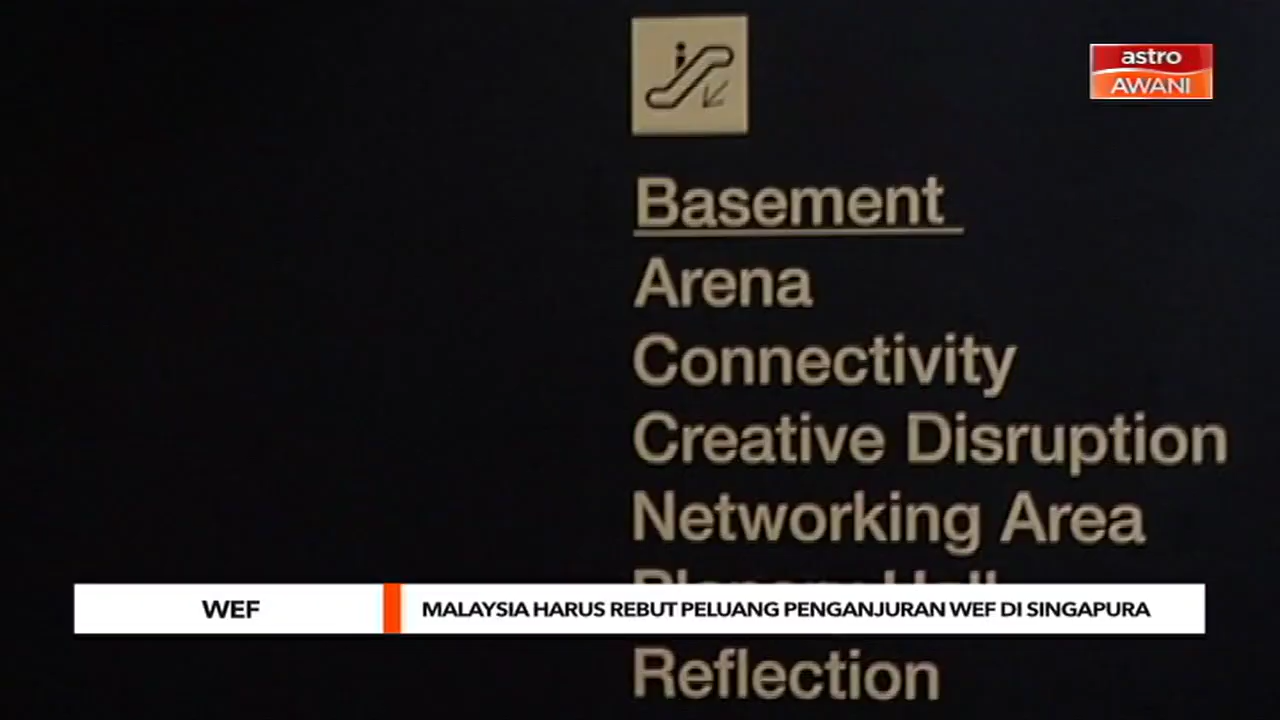 astro
AWANI
Basement
Arena
Connectivity
Creative Disruption
Networking Area
WEF
MALAYSIA HARUS REBUT PELUANG PENGANJURAN WEF DI SINGAPURA
Reflection